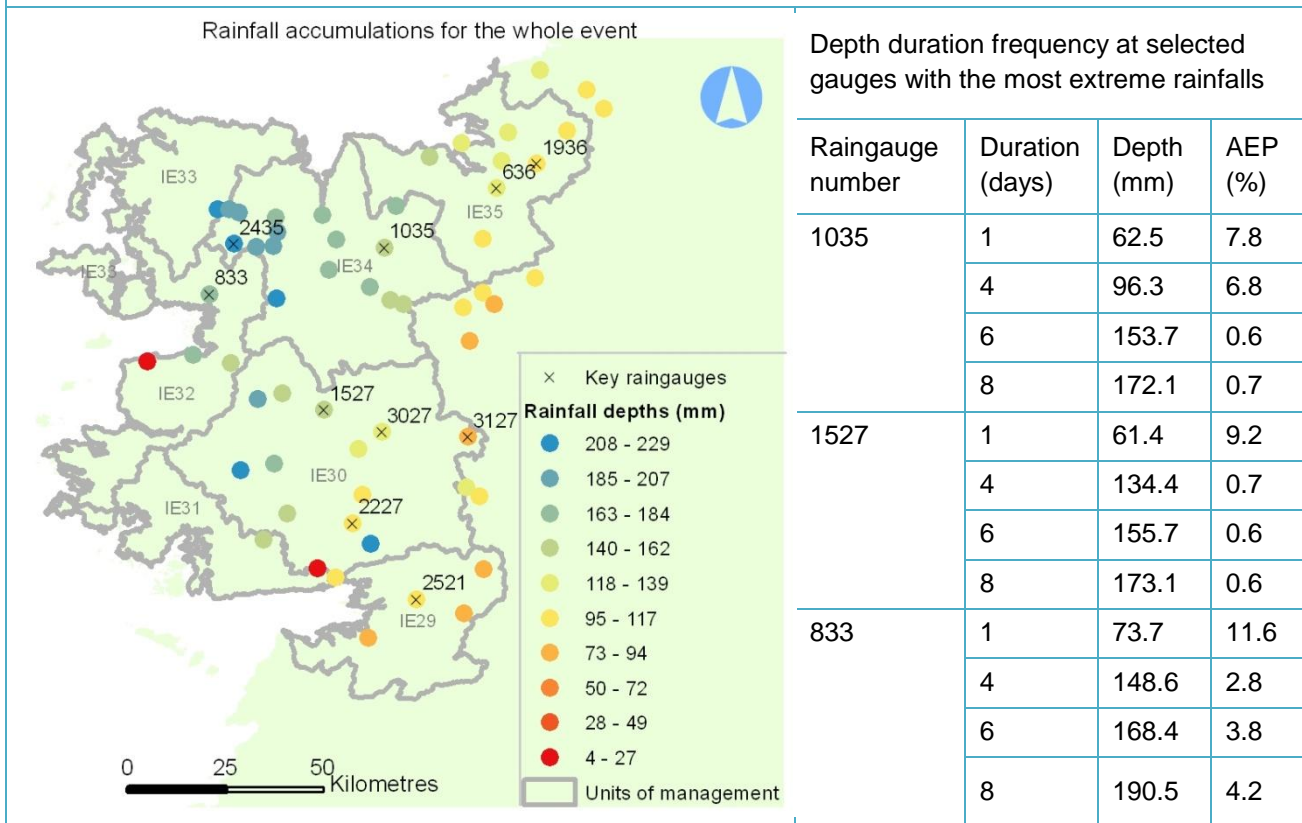 Rainfall accumulations for the whole event
IE33
2435
IE33
833
IE34
1035
1936
636
IE35
IE32
1527
3027
3127
IE30
IE31
2227
2521
IE29
× Key raingauges
Rainfall depths (mm)
208 - 229
185 - 207
163 - 184
140 - 162
118 - 139
95 - 117
73 - 94
50 - 72
28 - 49
4 - 27
Units of management
0 25 50
Kilometres
Depth duration frequency at selected
gauges with the most extreme rainfalls
Raingauge number Duration (days) Depth (mm) AEP (%)
1035 1 62.5 7.8
4 96.3 6.8
6 153.7 0.6
8 172.1 0.7
1527 1 61.4 9.2
4 134.4 0.7
6 155.7 0.6
8 173.1 0.6
833 1 73.7 11.6
4 148.6 2.8
6 168.4 3.8
8 190.5 4.2